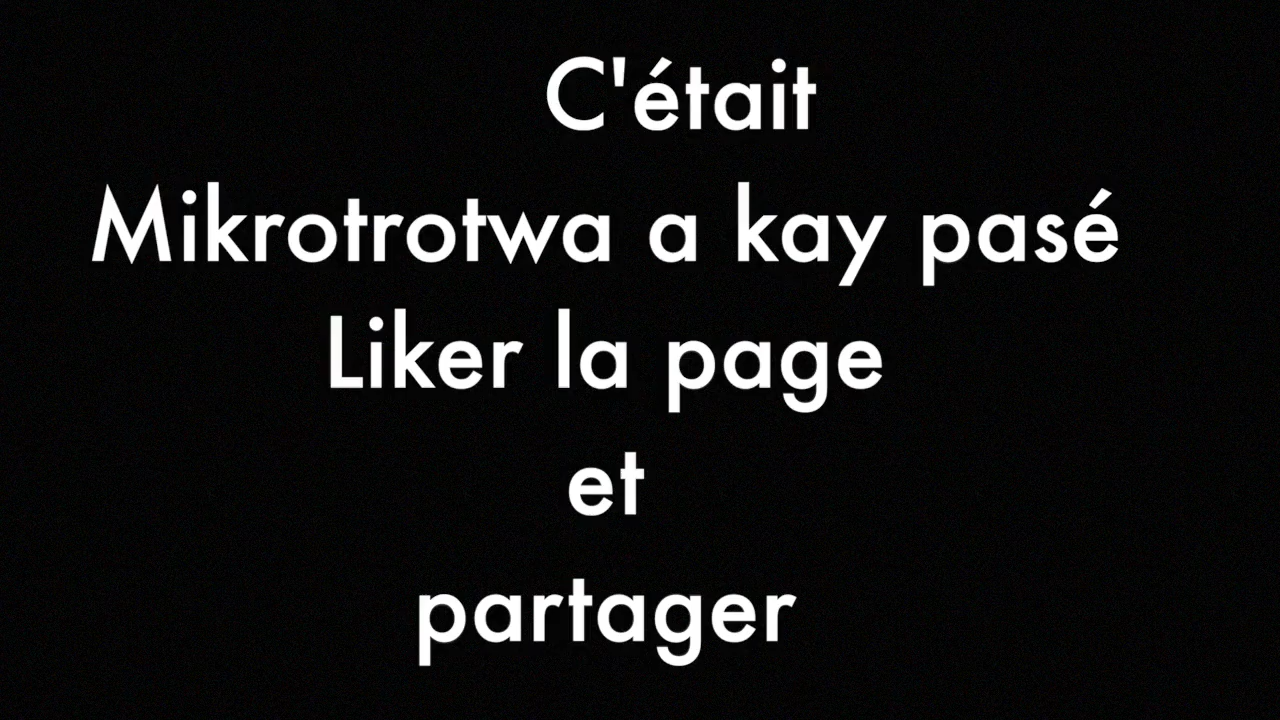 C'était
Mikrotrotwa a kay pasé
Liker la page
et
partager